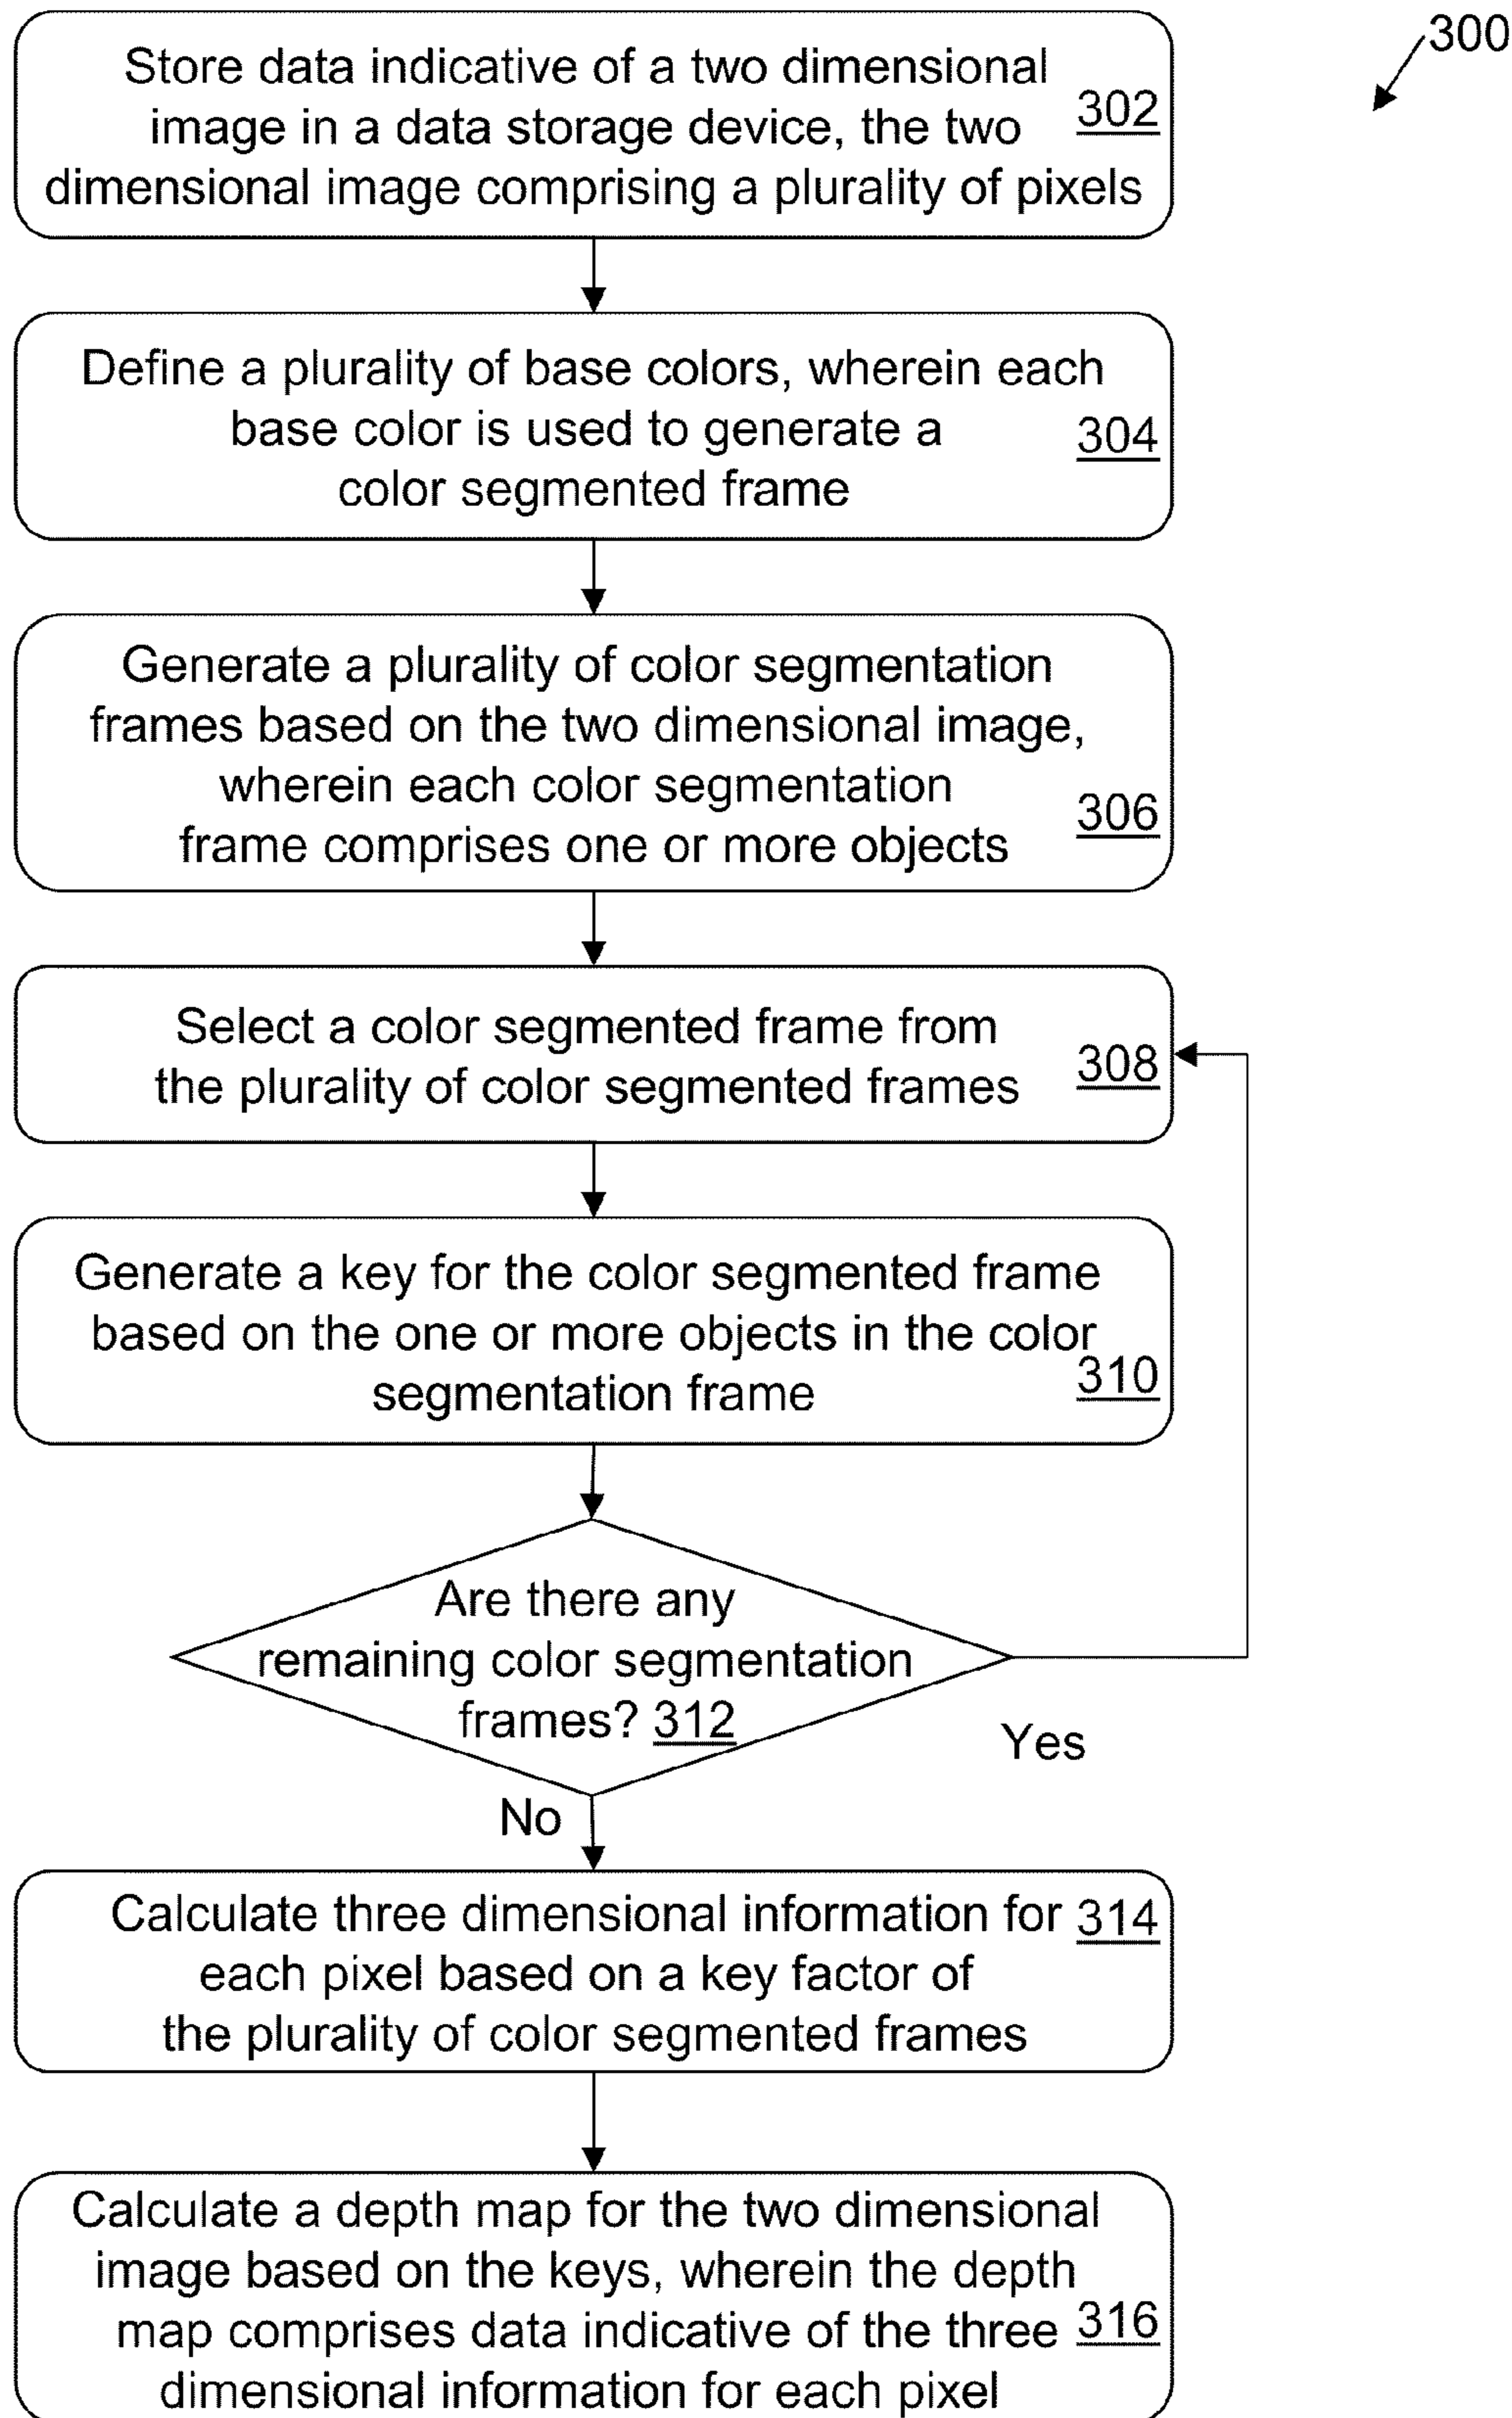 300
Store data indicative of a two dimensional
image in a data storage device, the two 302
dimensional image comprising a plurality of pixels
Define a plurality of base colors, wherein each
base color is used to generate a 304
color segmented frame
Generate a plurality of color segmentation
frames based on the two dimensional image,
wherein each color segmentation 306
frame comprises one or more objects
Select a color segmented frame from
the plurality of color segmented frames 308
Generate a key for the color segmented frame
based on the one or more objects in the color
segmentation frame 310
Are there any
remaining color segmentation
frames? 312
Yes
No
Calculate three dimensional information for 314
each pixel based on a key factor of
the plurality of color segmented frames
Calculate a depth map for the two dimensional
image based on the keys, wherein the depth
map comprises data indicative of the three 316
dimensional information for each pixel